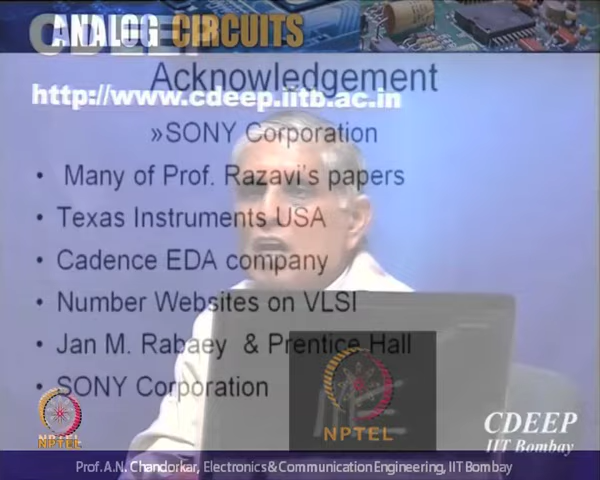 ANALOG CIRCUITS
CDEEP
Acknowledgement
http://www.cdeep.iitb.ac.in
»SONY Corporation
• Many of Prof. Razavi's papers
• Texas Instruments USA
• Cadence EDA company
• Number Websites on VLSI
• Jan M. Rabaey & Prentice Hall
• SONY Corporation
NPTEL
NPTEL
CDEEP
IIT Bombay
Prof. A.N. Chandorkar, Electronics & Communication Engineering, IIT Bombay